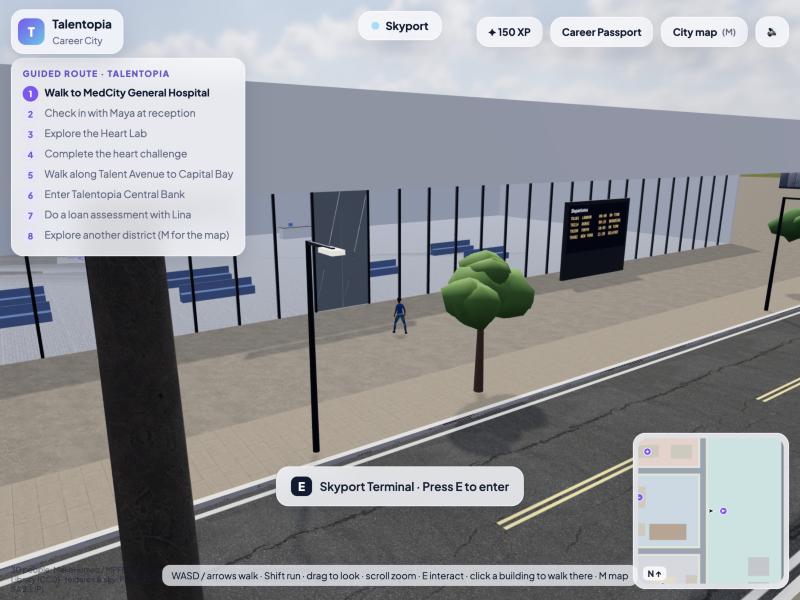 T
Talentopia
Career City
Skyport
✦ 150 XP
Career Passport
City map (M)
GUIDED ROUTE · TALENTOPIA
1 Walk to MedCity General Hospital
2 Check in with Maya at reception
3 Explore the Heart Lab
4 Complete the heart challenge
5 Walk along Talent Avenue to Capital Bay
6 Enter Talentopia Central Bank
7 Do a loan assessment with Lina
8 Explore another district (M for the map)
Departures
E Skyport Terminal · Press E to enter
WASD / arrows walk · Shift run · drag to look · scroll zoom · E interact · click a building to walk there · M map
N ↑